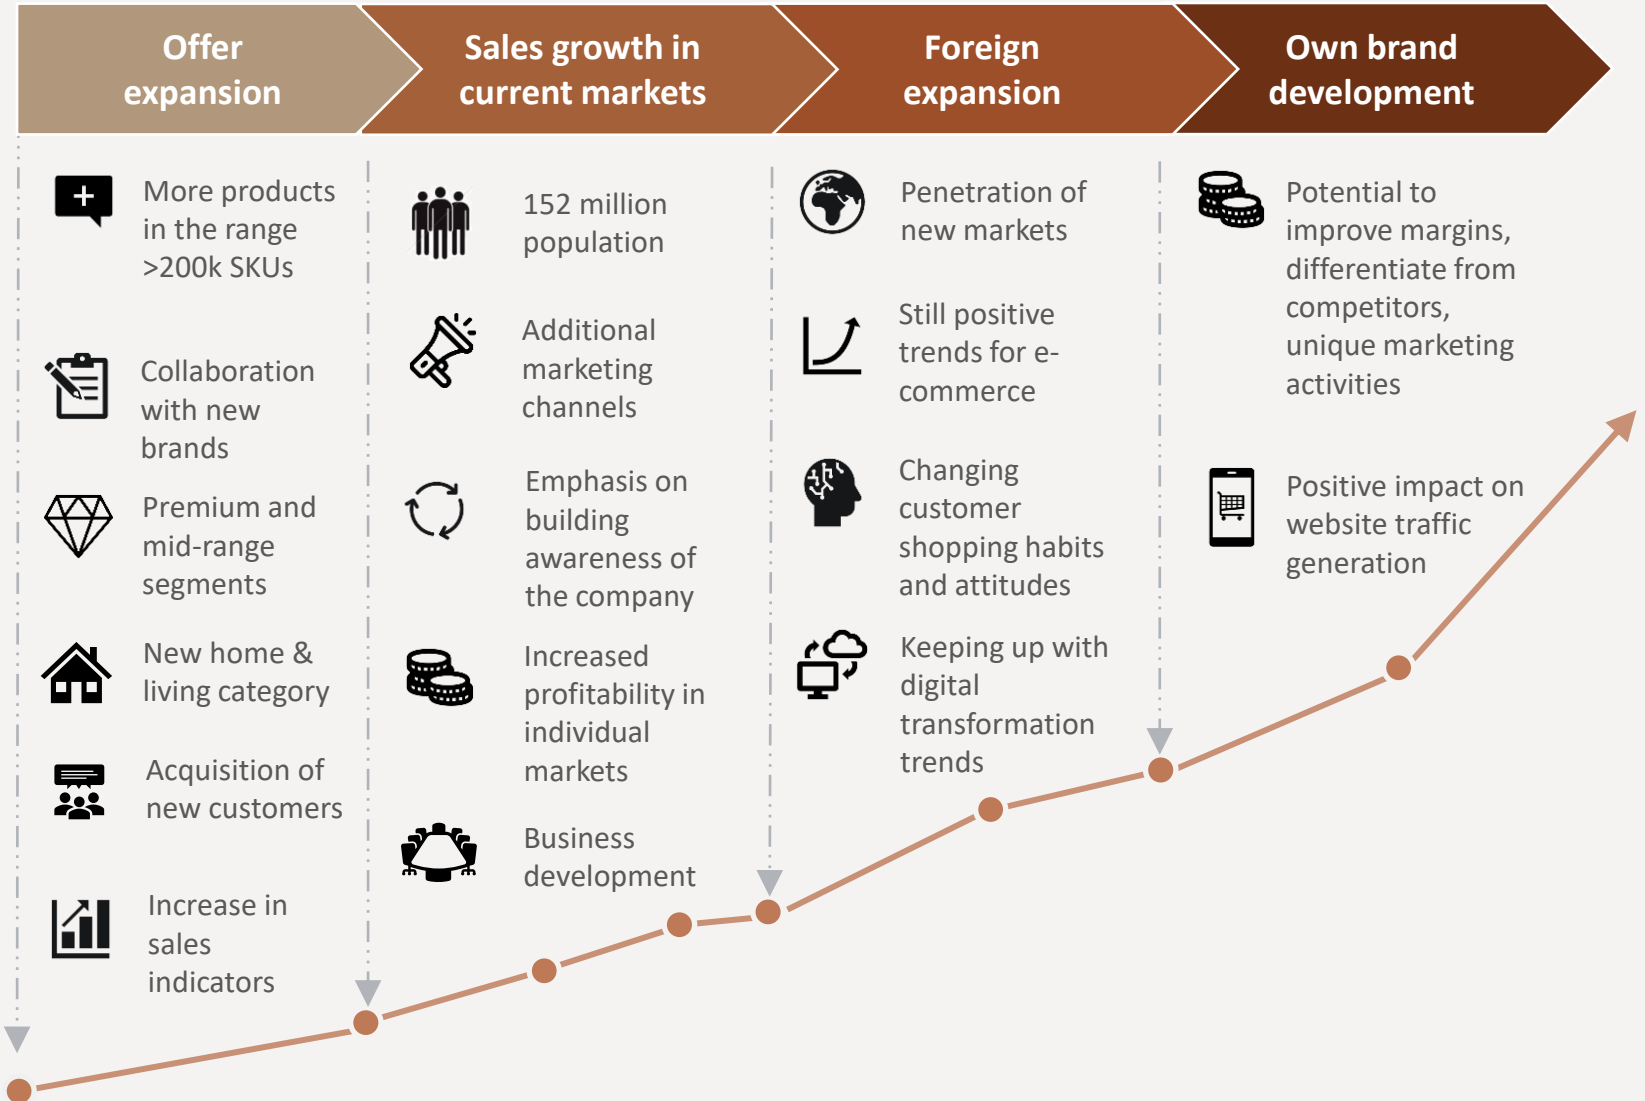 Offer
expansion
Sales growth in
current markets
Foreign
expansion
Own brand
development
More products
in the range
>200k SKUs
Collaboration
with new
brands
Premium and
mid-range
segments
New home &
living category
Acquisition of
new customers
Increase in
sales
indicators
152 million
population
Additional
marketing
channels
Emphasis on
building
awareness of
the company
Increased
profitability in
individual
markets
Business
development
Penetration of
new markets
Still positive
trends for e-
commerce
Changing
customer
shopping habits
and attitudes
Keeping up with
digital
transformation
trends
Potential to
improve margins,
differentiate from
competitors,
unique marketing
activities
Positive impact on
website traffic
generation